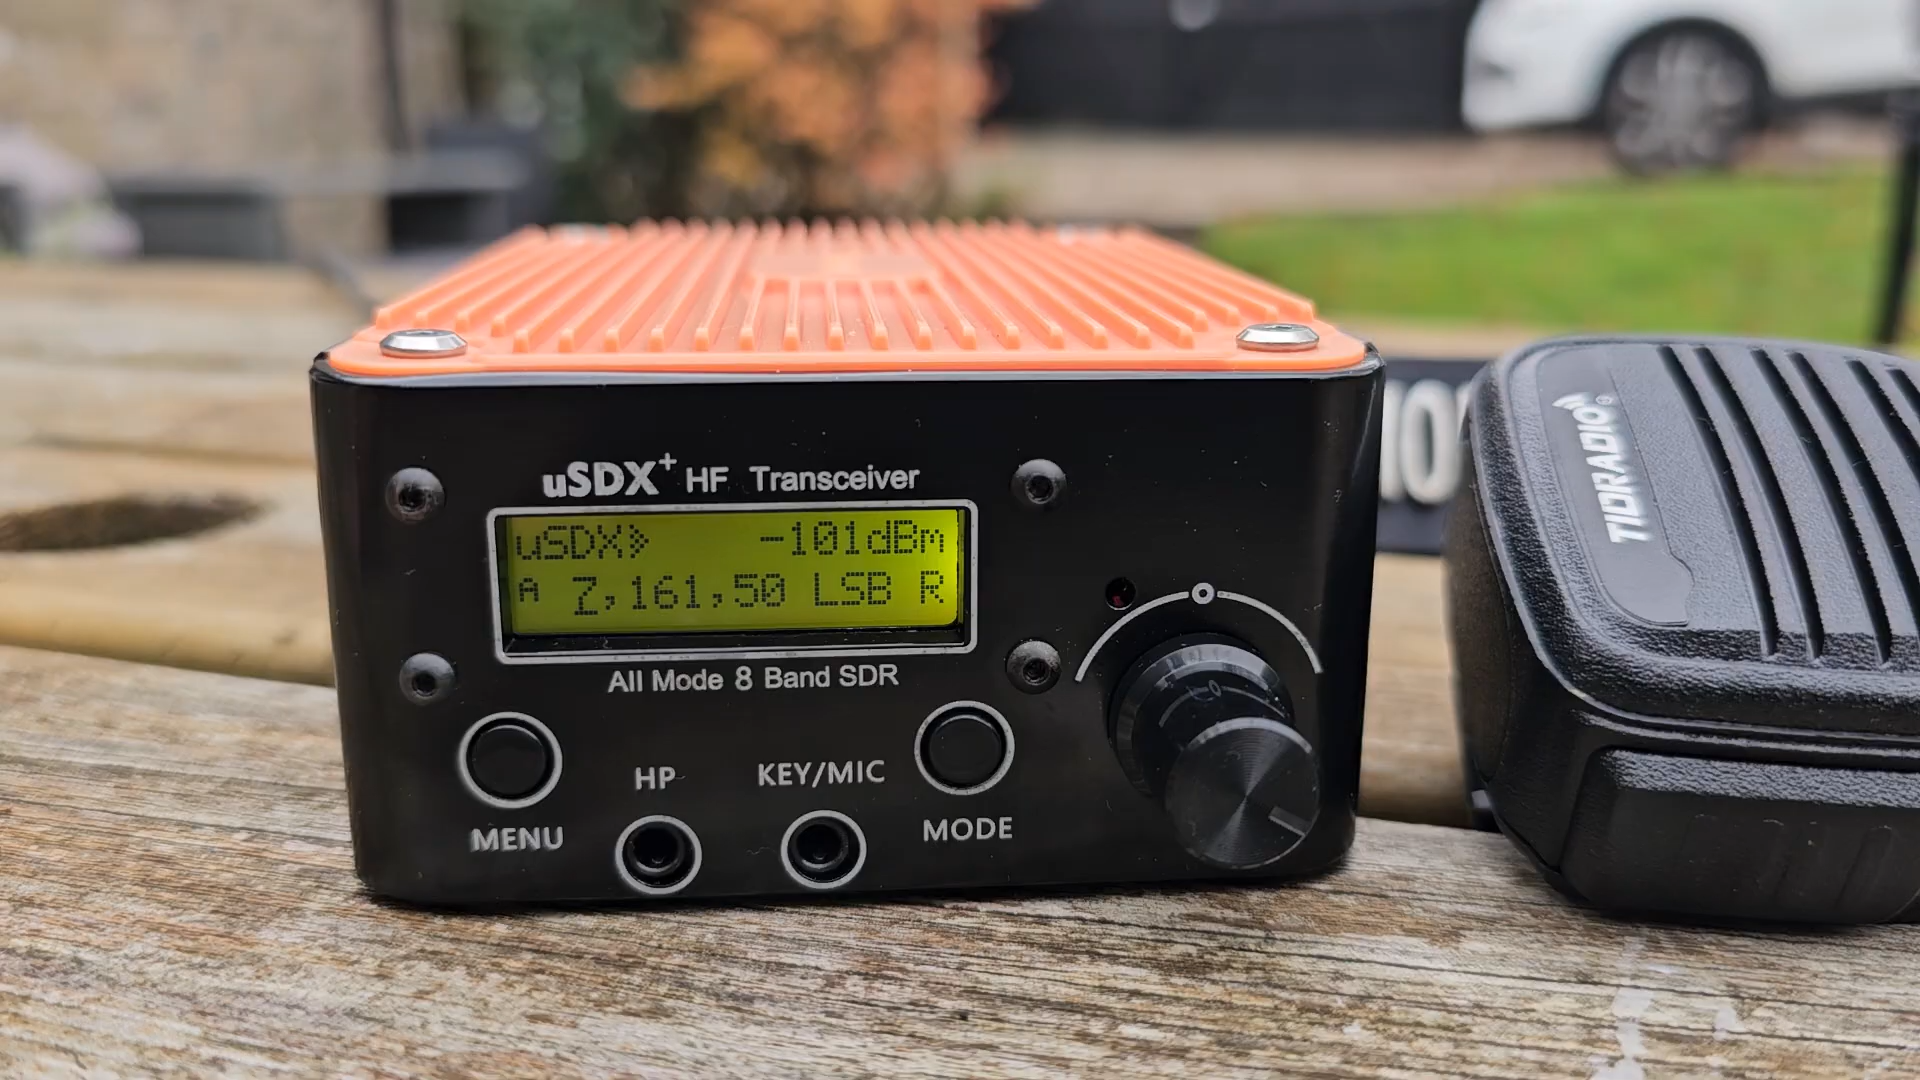 uSDX+ HF Transceiver
uSDX -101dBm
A 7,161,50 LSB R
All Mode 8 Band SDR
HP
KEY/MIC
MENU
MODE
TIDRADIO®